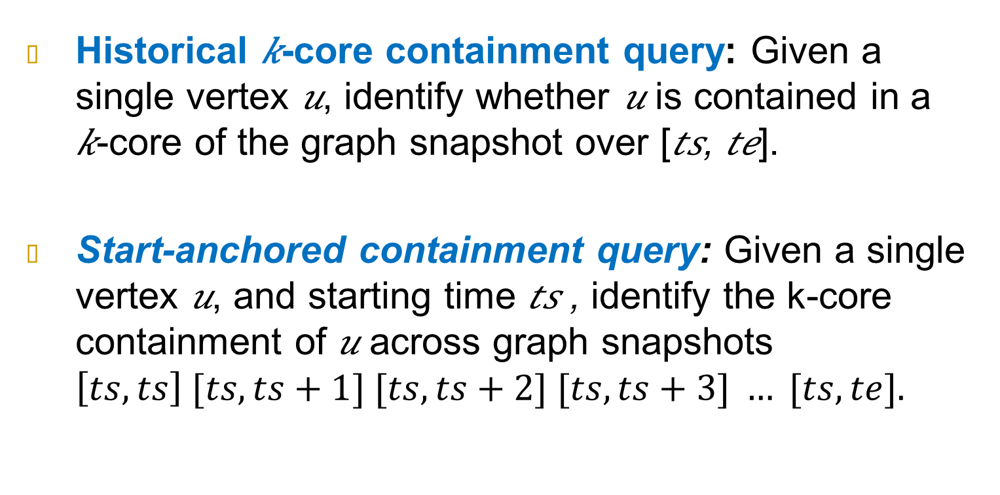 Historical 𝑘-core containment query: Given a
single vertex 𝑢, identify whether 𝑢 is contained in a
𝑘-core of the graph snapshot over [𝑡𝑠, 𝑡𝑒].
Start-anchored containment query: Given a single
vertex 𝑢, and starting time 𝑡𝑠 , identify the k-core
containment of 𝑢 across graph snapshots
[𝑡𝑠, 𝑡𝑠] [𝑡𝑠, 𝑡𝑠 + 1] [𝑡𝑠, 𝑡𝑠 + 2] [𝑡𝑠, 𝑡𝑠 + 3] … [𝑡𝑠, 𝑡𝑒].